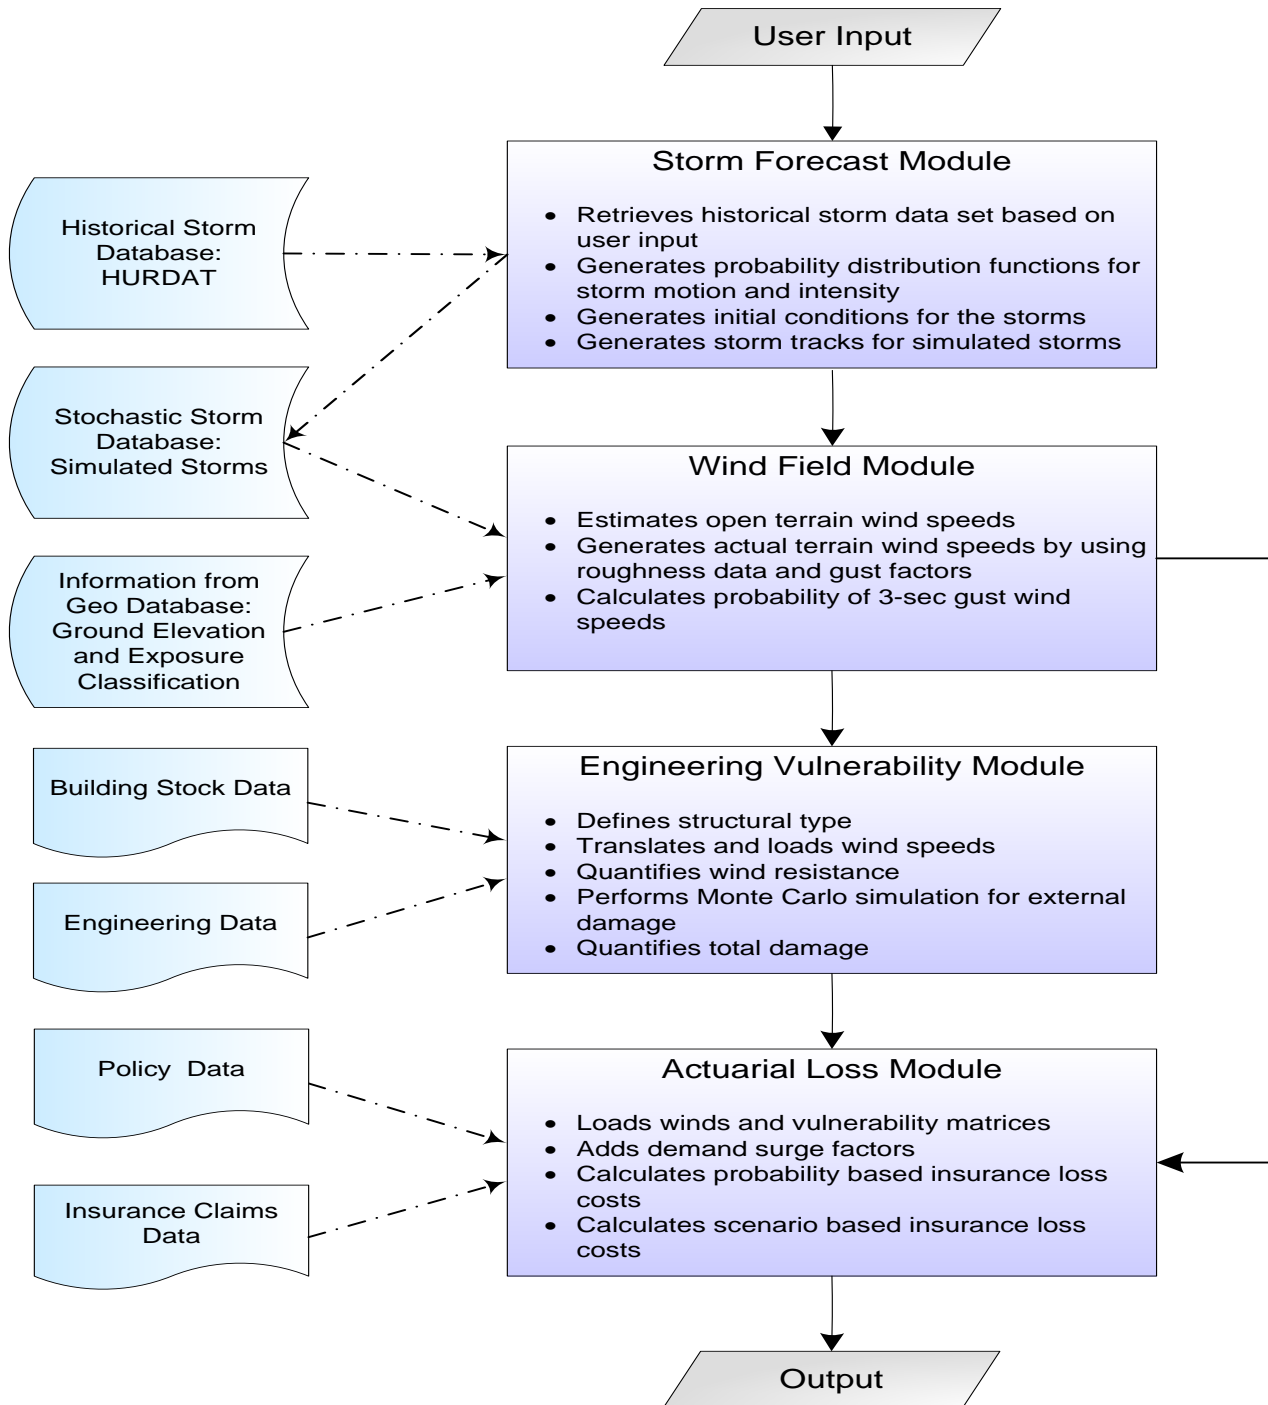 User Input
Storm Forecast Module
• Retrieves historical storm data set based on
user input
• Generates probability distribution functions for
storm motion and intensity
• Generates initial conditions for the storms
• Generates storm tracks for simulated storms
Historical Storm
Database:
HURDAT
Stochastic Storm
Database:
Simulated Storms
Wind Field Module
• Estimates open terrain wind speeds
• Generates actual terrain wind speeds by using
roughness data and gust factors
• Calculates probability of 3-sec gust wind
speeds
Information from
Geo Database:
Ground Elevation
and Exposure
Classification
Building Stock Data
Engineering Data
Engineering Vulnerability Module
• Defines structural type
• Translates and loads wind speeds
• Quantifies wind resistance
• Performs Monte Carlo simulation for external
damage
• Quantifies total damage
Policy Data
Insurance Claims
Data
Actuarial Loss Module
• Loads winds and vulnerability matrices
• Adds demand surge factors
• Calculates probability based insurance loss
costs
• Calculates scenario based insurance loss
costs
Output